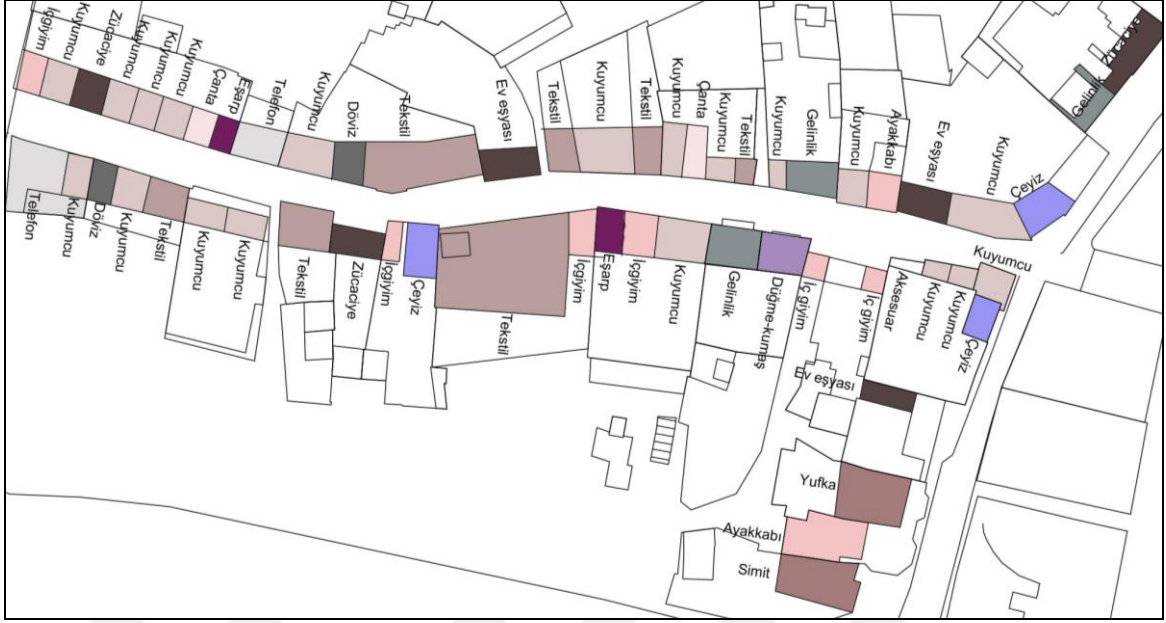 İçgiyim
Kuyumcu
Zücaciye
Kuyumcu
Kuyumcu
Kuyumcu
Çanta
Eşarp
Telefon
Kuyumcu
Döviz
Tekstil
Ev eşyası
Tekstil
Kuyumcu
Tekstil
Kuyumcu
Çanta
Kuyumcu
Tekstil
Kuyumcu
Gelinlik
Kuyumcu
Ayakkabı
Ev eşyası
Kuyumcu
Çeyiz
Gelinlik
Zücaciye
Telefon
Kuyumcu
Döviz
Kuyumcu
Tekstil
Kuyumcu
Kuyumcu
Tekstil
Zücaciye
İçgiyim
Çeyiz
Tekstil
İçgiyim
Eşarp
İçgiyim
Kuyumcu
Gelinlik
Düğme-kumaş
İç giyim
İç giyim
Aksesuar
Kuyumcu
Kuyumcu
Kuyumcu
Çeyiz
Ev eşyası
Yufka
Ayakkabı
Simit